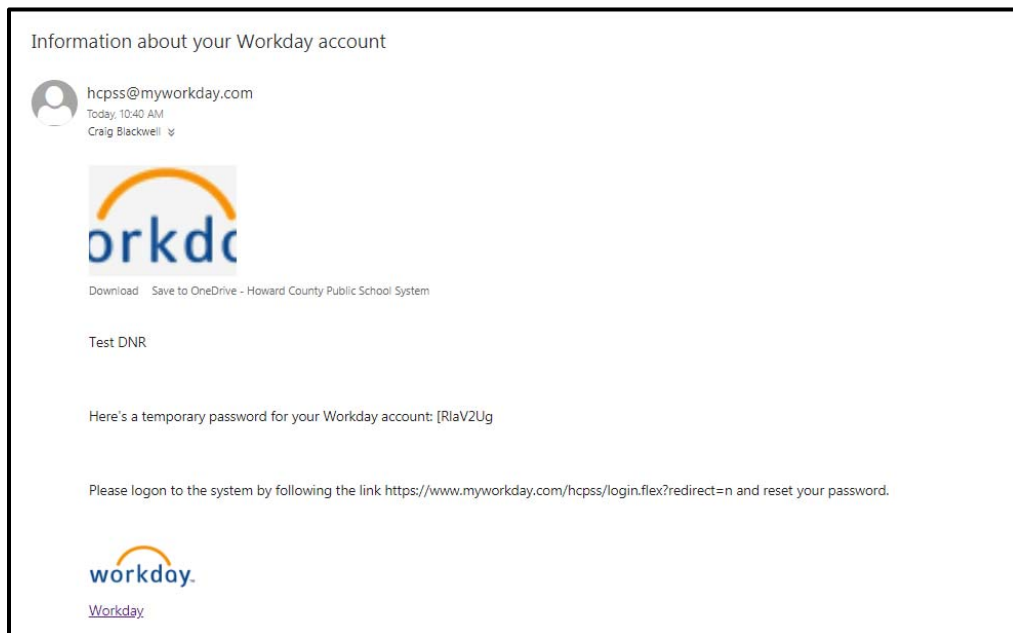 Information about your Workday account
hcpss@myworkday.com
Today, 10:40 AM
Craig Blackwell
orkdc
Download Save to OneDrive - Howard County Public School System
Test DNR
Here's a temporary password for your Workday account: [RlaV2Ug
Please logon to the system by following the link https://www.myworkday.com/hcpss/login.flex?redirect=n and reset your password.
workday.
Workday